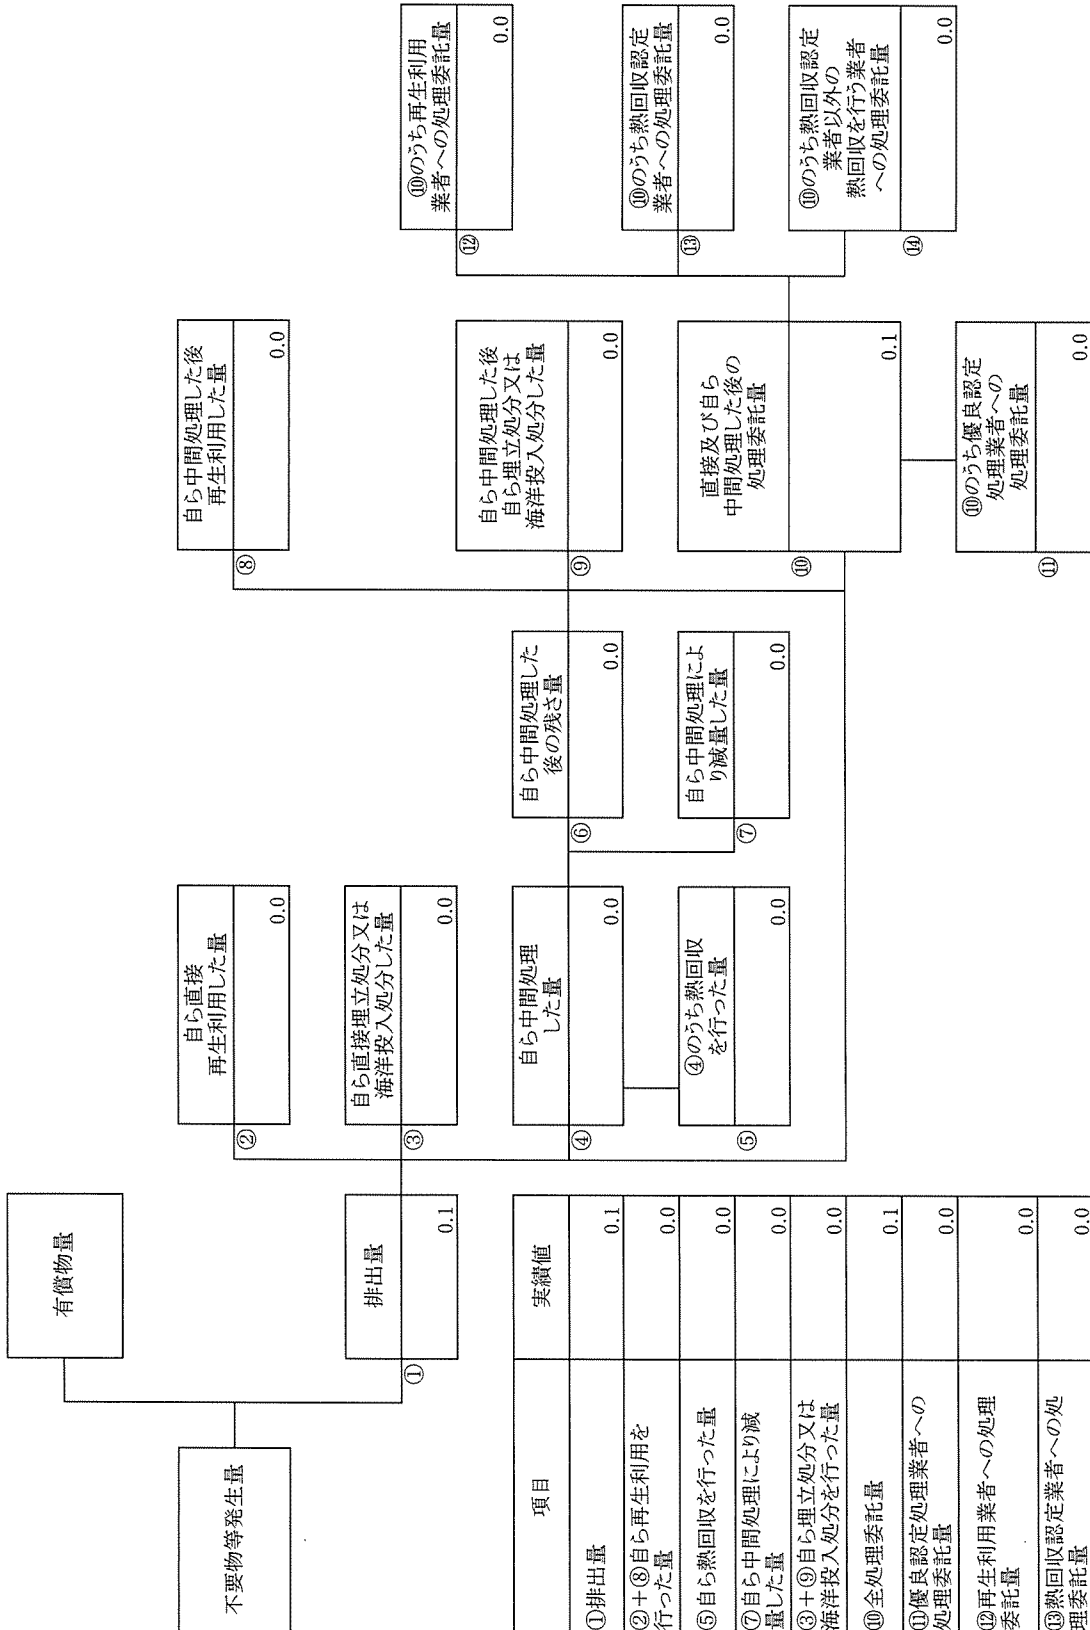 不要物等発生量
有償物量
①
排出量
0.1
②
自ら直接
再生利用した量
0.0
③
自ら直接埋立処分又は
海洋投入処分した量
0.0
④
自ら中間処理
した量
0.0
⑤
④のうち熱回収
を行った量
0.0
⑥
自ら中間処理した
後の残さ量
0.0
⑦
自ら中間処理によ
り減量した量
0.0
⑧
自ら中間処理した後
再生利用した量
0.0
⑨
自ら中間処理した後
自ら埋立処分又は
海洋投入処分した量
0.0
⑩
直接及び自ら
中間処理した後の
処理委託量
0.1
⑪
⑩のうち優良認定
処理業者への
処理委託量
0.0
⑫
⑩のうち再生利用
業者への処理委託量
0.0
⑬
⑩のうち熱回収認定
業者への処理委託量
0.0
⑭
⑩のうち熱回収認定
業者以外の
熱回収を行う業者
への処理委託量
0.0
項目 実績値
①排出量 0.1
②+⑧自ら再生利用を
行った量 0.0
⑤自ら熱回収を行った量 0.0
⑦自ら中間処理により減
量した量 0.0
③+⑨自ら埋立処分又は
海洋投入処分を行った量 0.0
⑩全処理委託量 0.1
⑪優良認定処理業者への
処理委託量 0.0
⑫再生利用業者への処理
委託量 0.0
⑬熱回収認定業者への処
理委託量 0.0